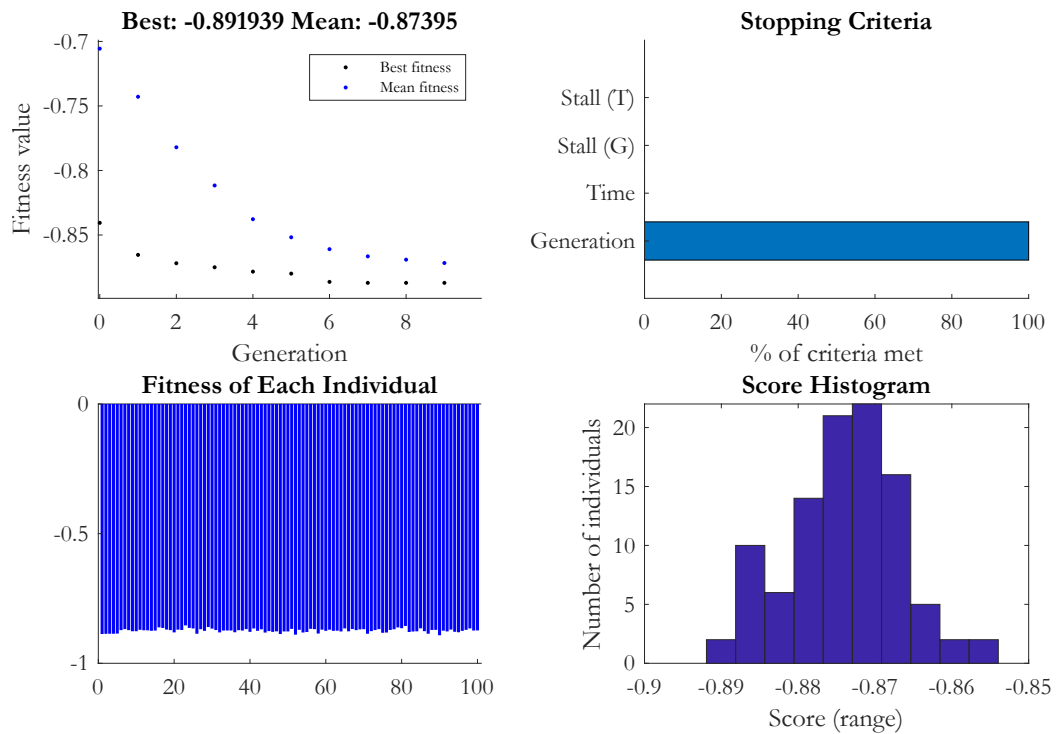 Best: -0.891939 Mean: -0.87395
-0.7
-0.75
-0.8
-0.85
Fitness value
Best fitness
Mean fitness
0 2 4 6 8
Generation
Stopping Criteria
Stall (T)
Stall (G)
Time
Generation
0 20 40 60 80 100
% of criteria met
Fitness of Each Individual
0
-0.5
-1
0 20 40 60 80 100
Score Histogram
20
15
10
5
0
Number of individuals
-0.9 -0.89 -0.88 -0.87 -0.86 -0.85
Score (range)